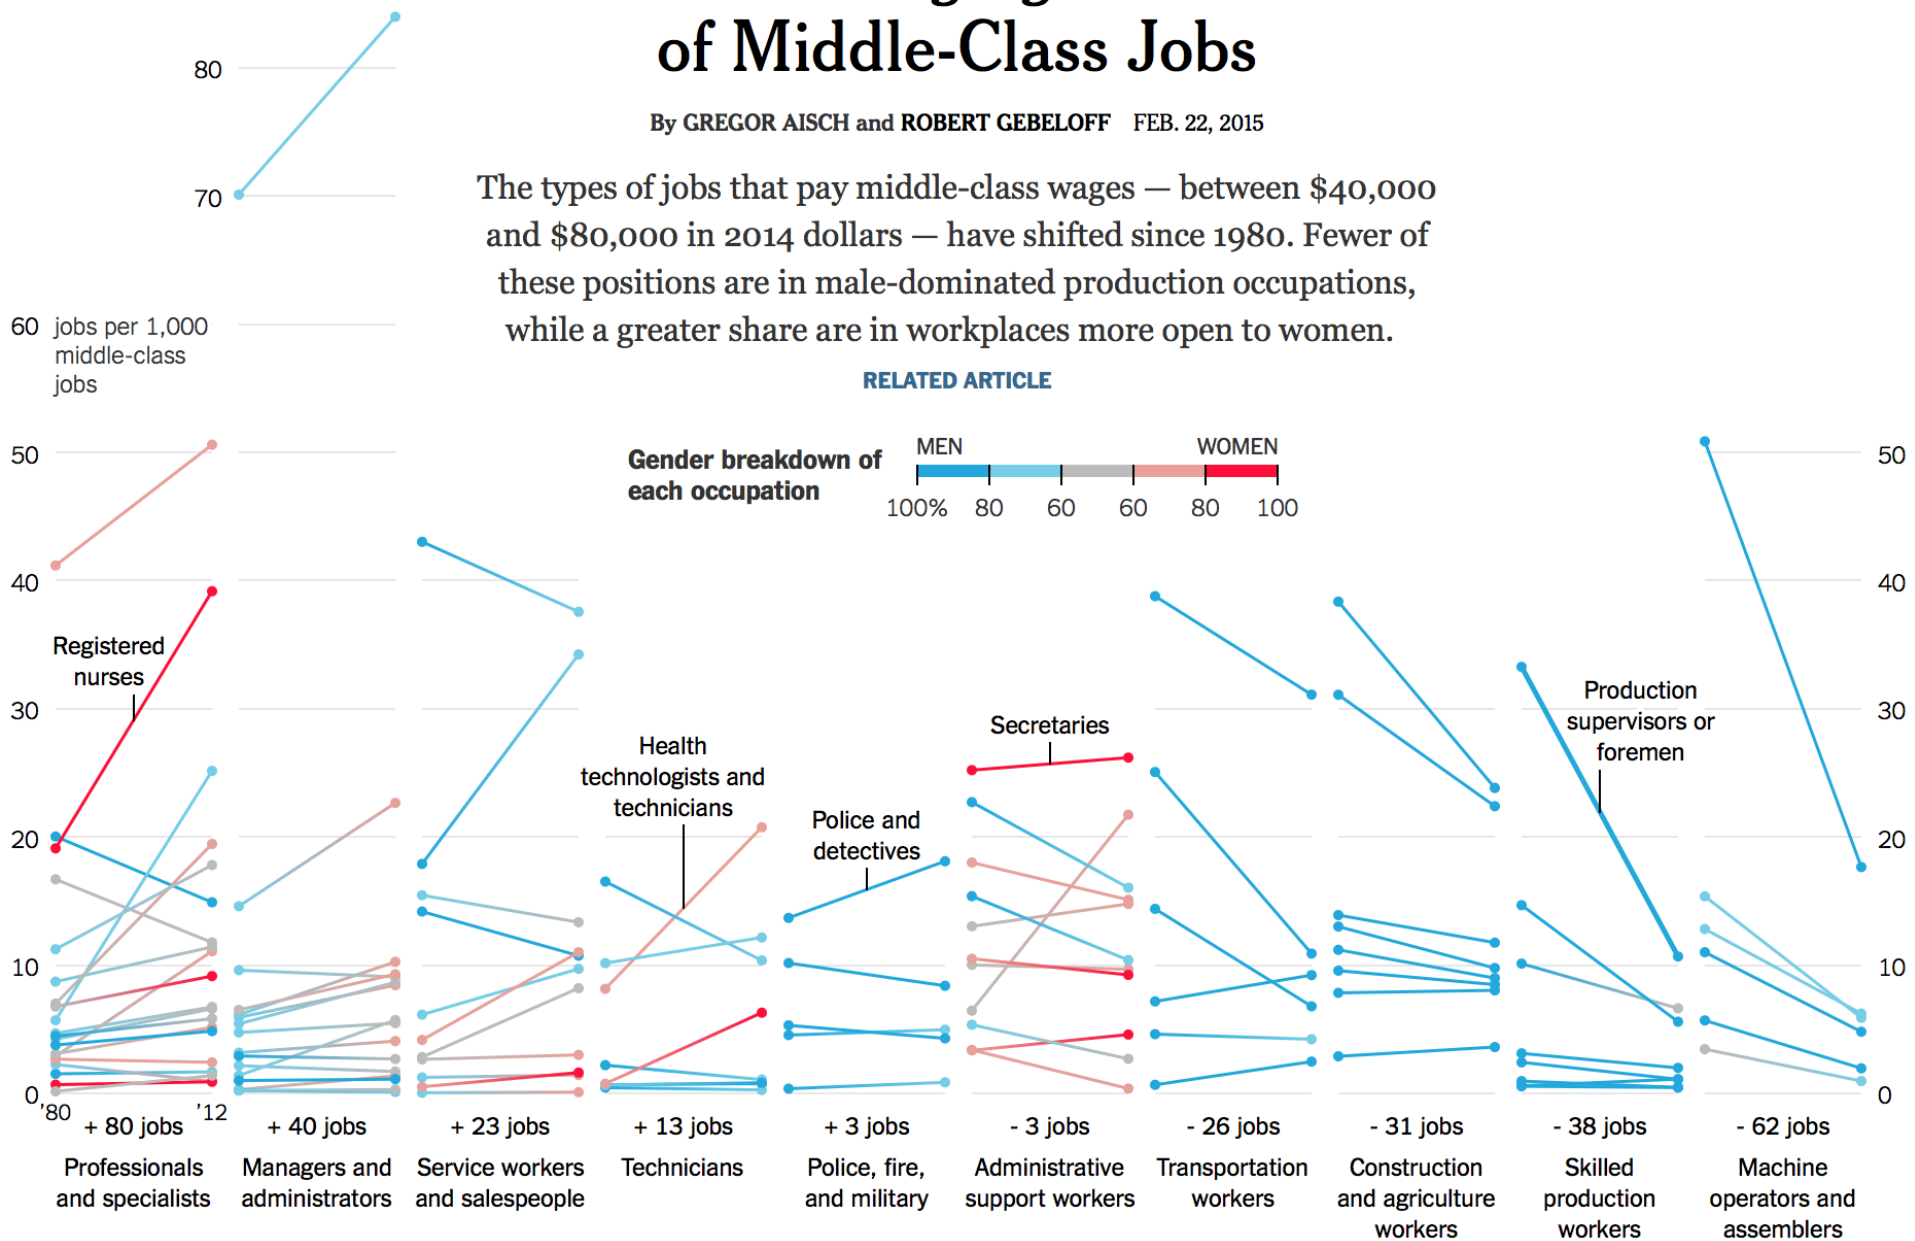 of Middle-Class Jobs
By GREGOR AISCH and ROBERT GEBELOFF FEB. 22, 2015
The types of jobs that pay middle-class wages — between $40,000
and $80,000 in 2014 dollars — have shifted since 1980. Fewer of
these positions are in male-dominated production occupations,
while a greater share are in workplaces more open to women.
RELATED ARTICLE
Gender breakdown of
each occupation
MEN WOMEN
100% 80 60 60 80 100
80
70
60 jobs per 1,000
middle-class
jobs
50
40
30
20
10
0
50
40
30
20
10
0
Registered
nurses
Health
technologists and
technicians
Police and
detectives
Secretaries
Production
supervisors or
foremen
’80 ’12
+ 80 jobs
Professionals
and specialists
+ 40 jobs
Managers and
administrators
+ 23 jobs
Service workers
and salespeople
+ 13 jobs
Technicians
+ 3 jobs
Police, fire,
and military
- 3 jobs
Administrative
support workers
- 26 jobs
Transportation
workers
- 31 jobs
Construction
and agriculture
workers
- 38 jobs
Skilled
production
workers
- 62 jobs
Machine
operators and
assemblers